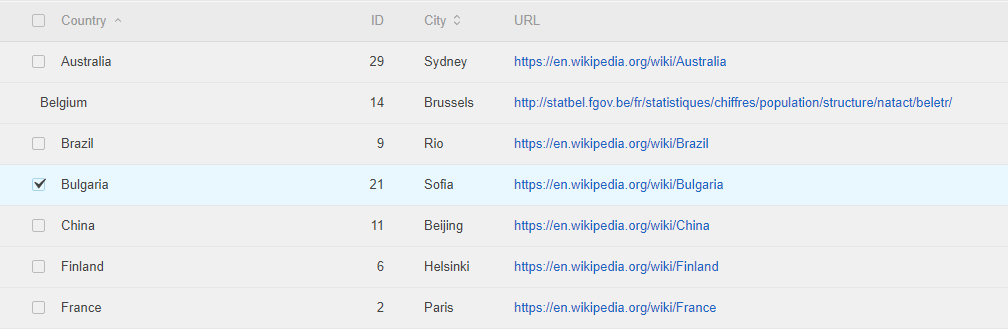 Country ID City URL
Australia 29 Sydney https://en.wikipedia.org/wiki/Australia
Belgium 14 Brussels http://statbel.fgov.be/fr/statistiques/chiffres/population/structure/natact/beletr/
Brazil 9 Rio https://en.wikipedia.org/wiki/Brazil
Bulgaria 21 Sofia https://en.wikipedia.org/wiki/Bulgaria
China 11 Beijing https://en.wikipedia.org/wiki/China
Finland 6 Helsinki https://en.wikipedia.org/wiki/Finland
France 2 Paris https://en.wikipedia.org/wiki/France